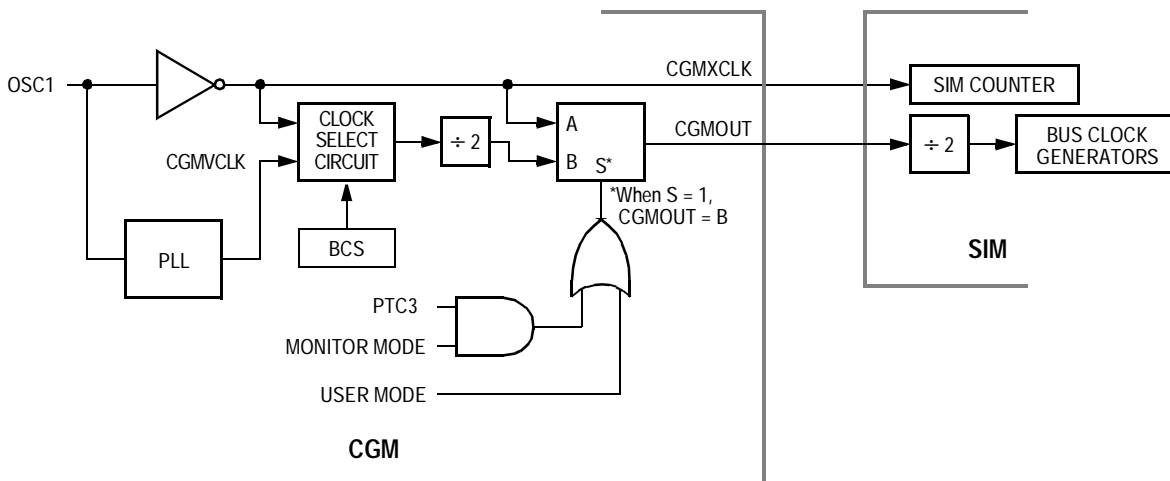 OSC1
CGMXCLK
SIM COUNTER
CLOCK
SELECT
CIRCUIT
÷ 2
A
B
S*
CGMOUT
÷ 2
BUS CLOCK
GENERATORS
CGMVCLK
*When S = 1,
CGMOUT = B
BCS
PLL
SIM
PTC3
MONITOR MODE
USER MODE
CGM